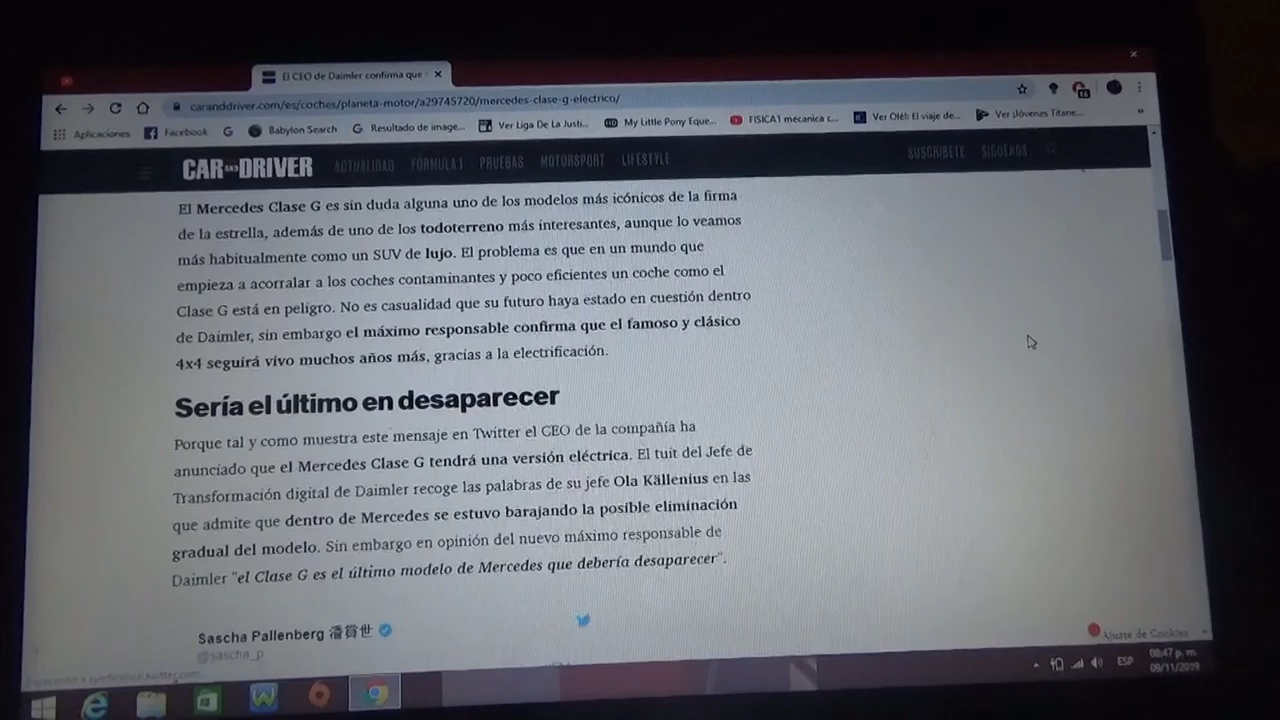 El CEO de Daimler confirma que
caranddriver.com/es/coches/planeta-motor/a29745720/mercedes-clase-g-electrico/
Aplicaciones Facebook Babylon Search Resultado de image... Ver Liga De La Justi... My Little Pony Eque... FISICA1 mecanica c... Ver Olé!: El viaje de... Ver Jóvenes Titane...
CAR AND DRIVER ACTUALIDAD FÓRMULA 1 PRUEBAS MOTORSPORT LIFESTYLE SUSCRÍBETE SÍGUENOS
El Mercedes Clase G es sin duda alguna uno de los modelos más icónicos de la firma
de la estrella, además de uno de los todoterreno más interesantes, aunque lo veamos
más habitualmente como un SUV de lujo. El problema es que en un mundo que
empieza a acorralar a los coches contaminantes y poco eficientes un coche como el
Clase G está en peligro. No es casualidad que su futuro haya estado en cuestión dentro
de Daimler, sin embargo el máximo responsable confirma que el famoso y clásico
4x4 seguirá vivo muchos años más, gracias a la electrificación.
Sería el último en desaparecer
Porque tal y como muestra este mensaje en Twitter el CEO de la compañía ha
anunciado que el Mercedes Clase G tendrá una versión eléctrica. El tuit del Jefe de
Transformación digital de Daimler recoge las palabras de su jefe Ola Källenius en las
que admite que dentro de Mercedes se estuvo barajando la posible eliminación
gradual del modelo. Sin embargo en opinión del nuevo máximo responsable de
Daimler "el Clase G es el último modelo de Mercedes que debería desaparecer".
Sascha Pallenberg 潘賞世
@sascha_p
Ajuste de Cookies
Esperando a syndication.twitter.com...
ESP
08:47 p. m.
09/11/2019